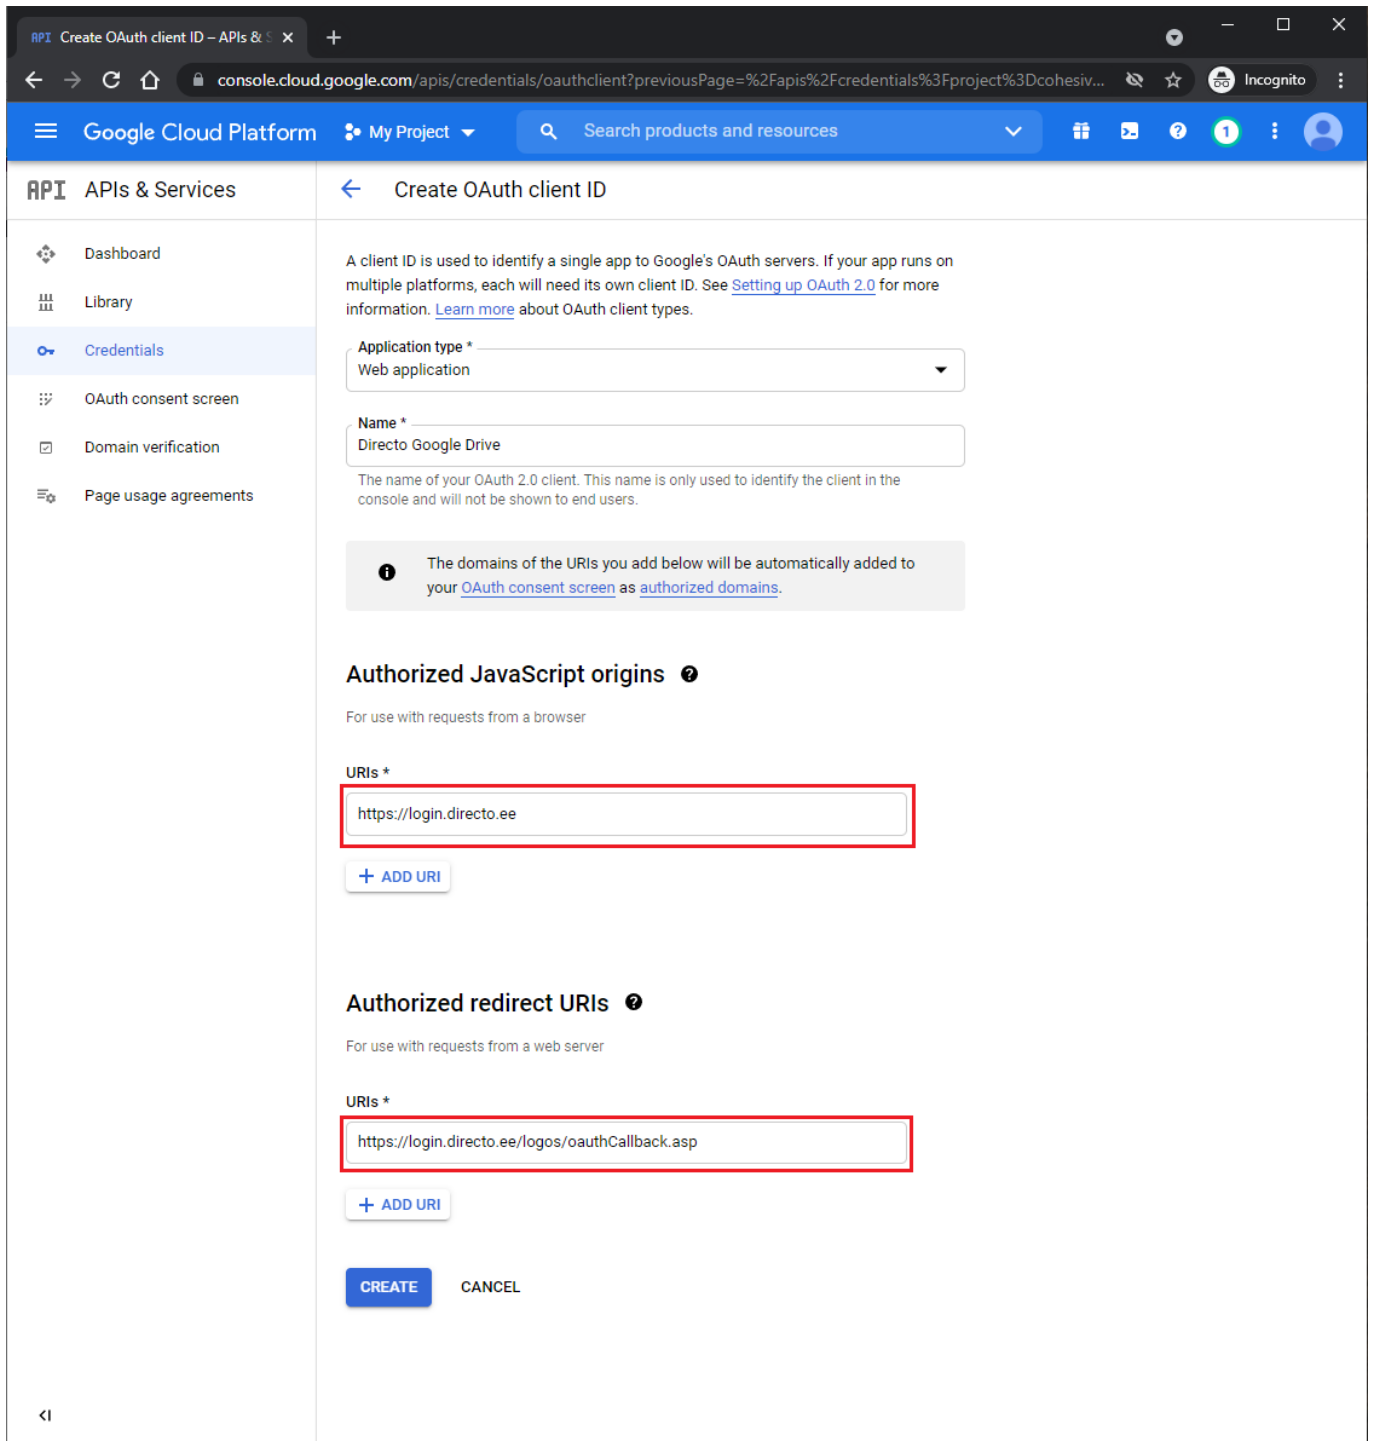 API Create OAuth client ID – APIs & S
console.cloud.google.com/apis/credentials/oauthclient?previousPage=%2Fapis%2Fcredentials%3Fproject%3Dcohesiv...
Incognito
Google Cloud Platform
My Project
Search products and resources
1
API APIs & Services
Create OAuth client ID
Dashboard
Library
Credentials
OAuth consent screen
Domain verification
Page usage agreements
A client ID is used to identify a single app to Google's OAuth servers. If your app runs on
multiple platforms, each will need its own client ID. See Setting up OAuth 2.0 for more
information. Learn more about OAuth client types.
Application type *
Web application
Name *
Directo Google Drive
The name of your OAuth 2.0 client. This name is only used to identify the client in the
console and will not be shown to end users.
The domains of the URIs you add below will be automatically added to
your OAuth consent screen as authorized domains.
Authorized JavaScript origins
For use with requests from a browser
URIs *
https://login.directo.ee
+ ADD URI
Authorized redirect URIs
For use with requests from a web server
URIs *
https://login.directo.ee/logos/oauthCallback.asp
+ ADD URI
CREATE
CANCEL